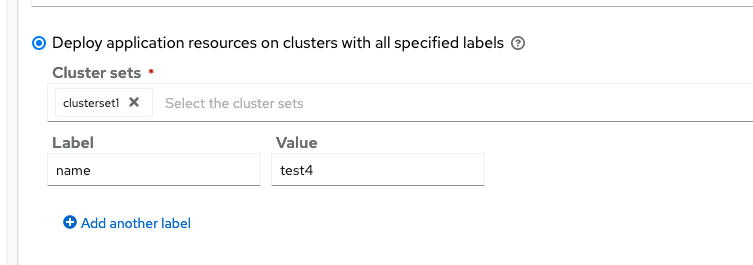 Deploy application resources on clusters with all specified labels
Cluster sets *
clusterset1 Select the cluster sets
Label Value
name test4
Add another label